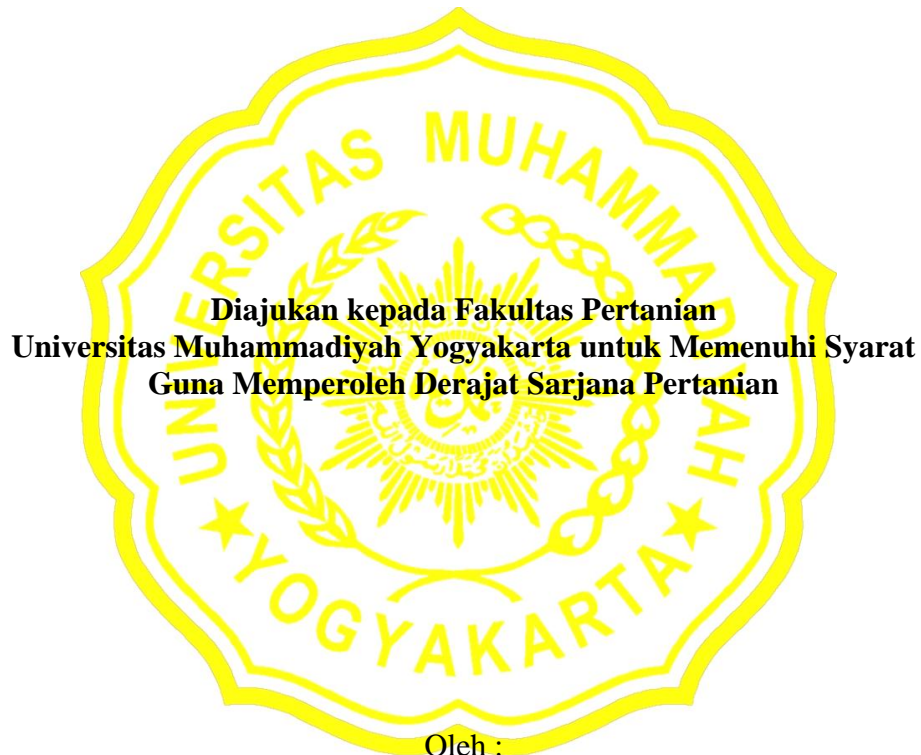 UNIVERSITAS MUHAMMADIYAH
Diajukan kepada Fakultas Pertanian
Universitas Muhammadiyah Yogyakarta untuk Memenuhi Syarat
Guna Memperoleh Derajat Sarjana Pertanian
★ YOGYAKARTA ★
Oleh :